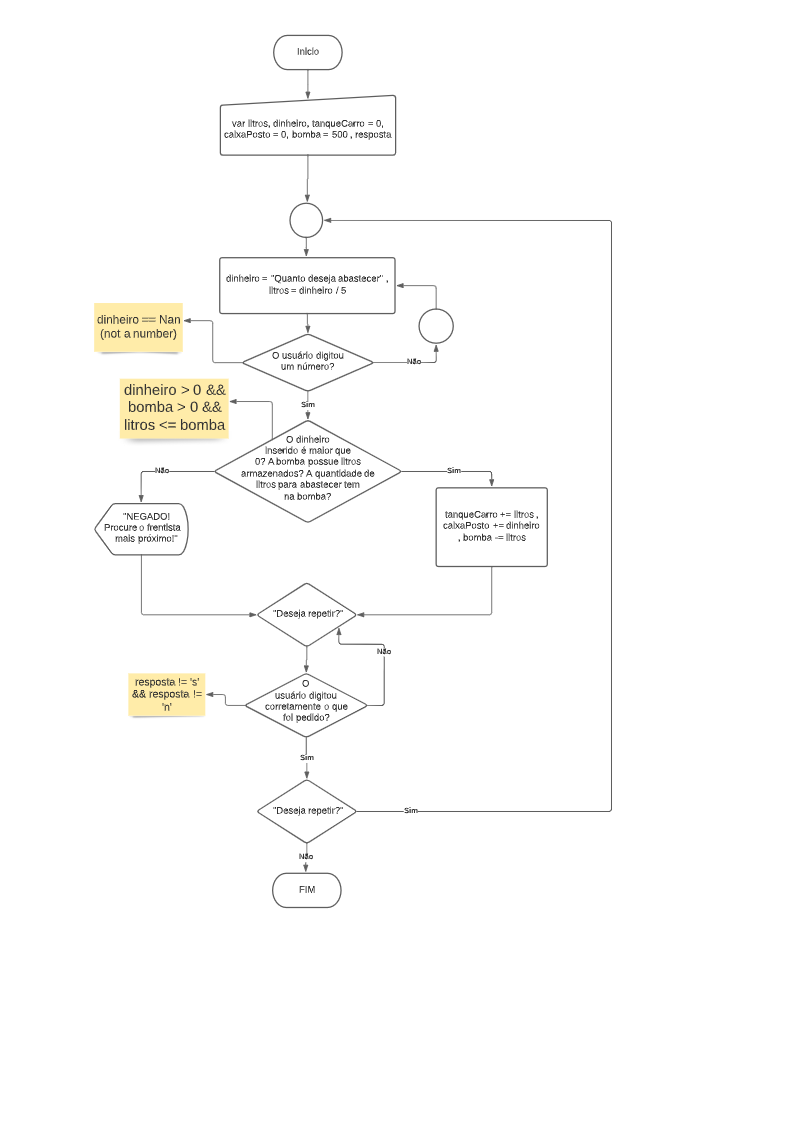 Início
var litros, dinheiro, tanqueCarro = 0,
caixaPosto = 0, bomba = 500 , resposta
dinheiro = "Quanto deseja abastecer" ,
litros = dinheiro / 5
dinheiro == Nan
(not a number)
O usuário digitou
um número?
Não
Sim
dinheiro > 0 &&
bomba > 0 &&
litros <= bomba
O dinheiro
inserido é maior que
0? A bomba possue litros
armazenados? A quantidade de
litros para abastecer tem
na bomba?
Não
Sim
"NEGADO!
Procure o frentista
mais próximo!"
tanqueCarro += litros ,
caixaPosto += dinheiro
, bomba -= litros
"Deseja repetir?"
Não
resposta != 's'
&& resposta !=
'n'
O
usuário digitou
corretamente o que
foi pedido?
Sim
"Deseja repetir?"
Sim
Não
FIM